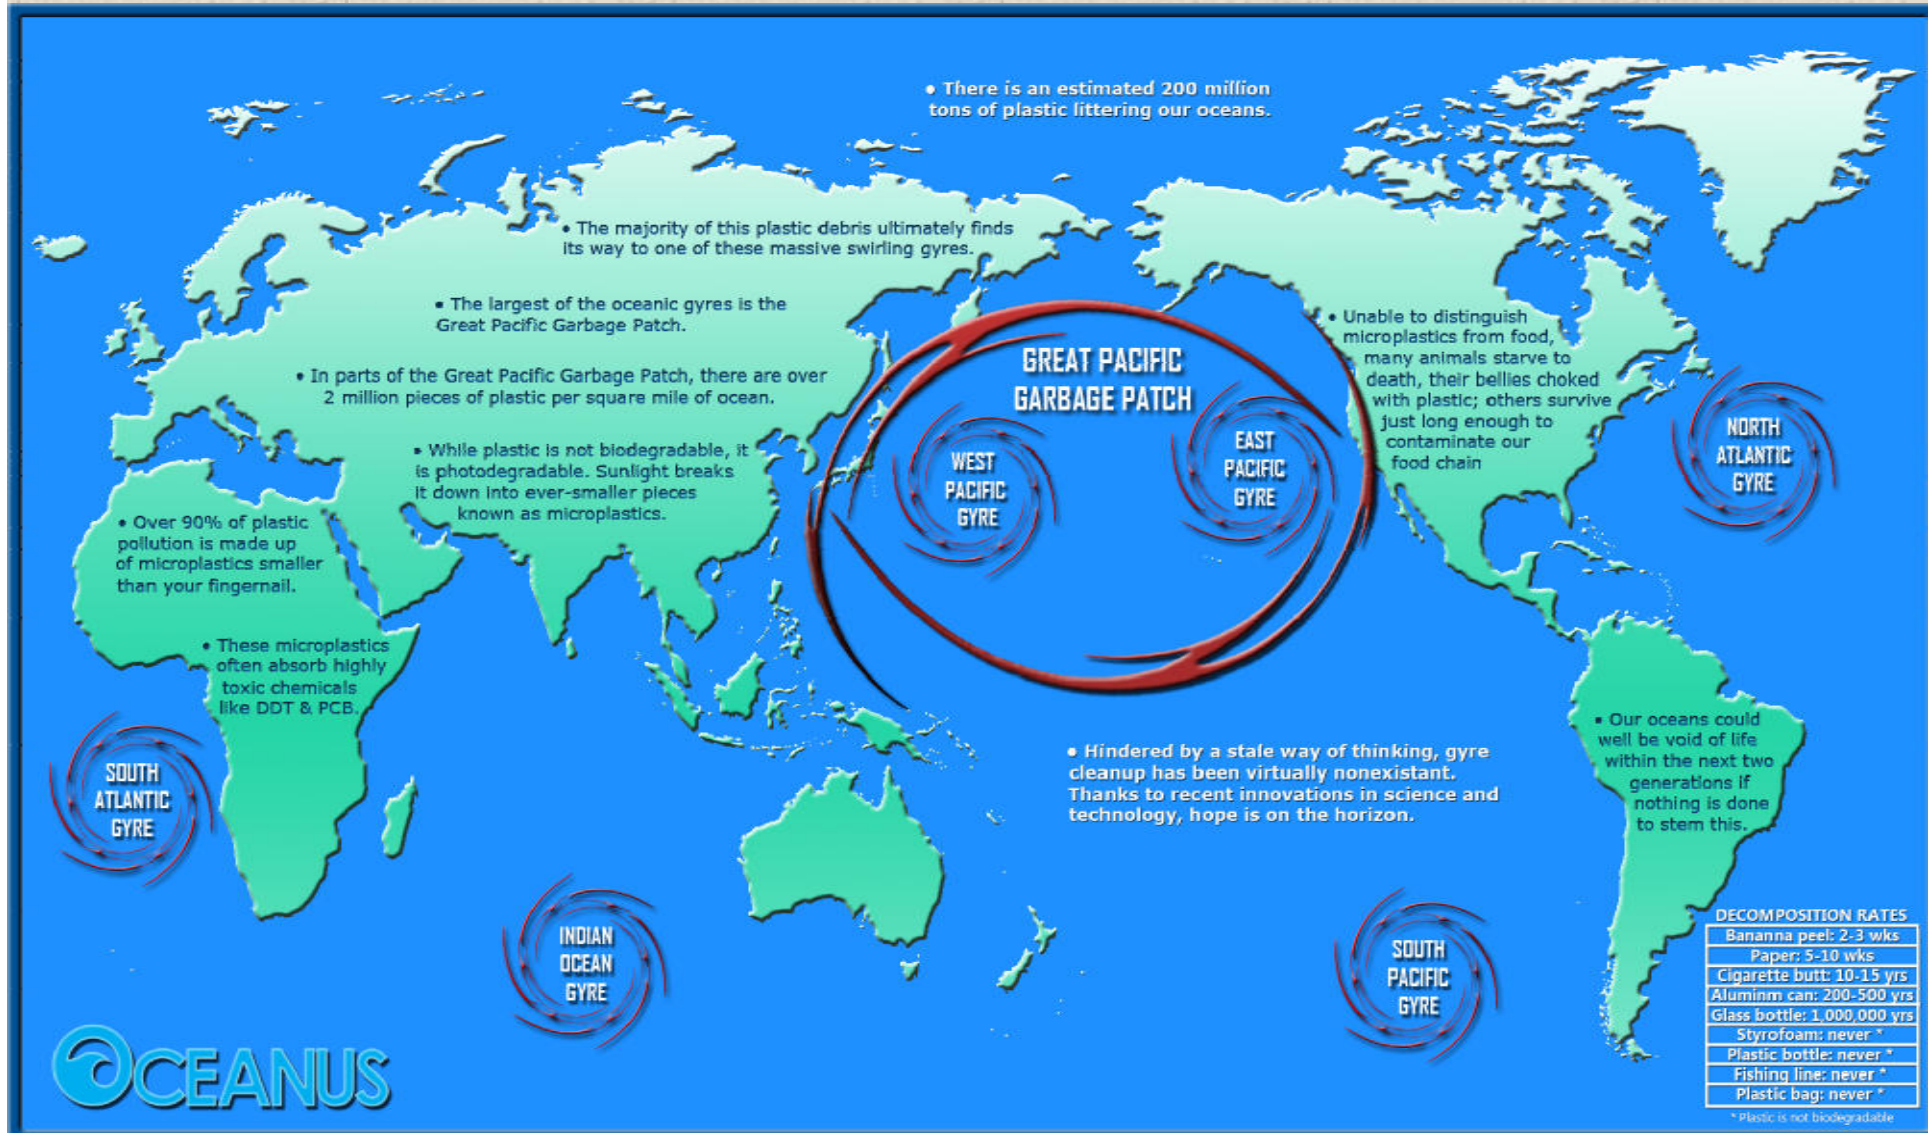 • There is an estimated 200 million
tons of plastic littering our oceans.
• The majority of this plastic debris ultimately finds
its way to one of these massive swirling gyres.
• The largest of the oceanic gyres is the
Great Pacific Garbage Patch.
• In parts of the Great Pacific Garbage Patch, there are over
2 million pieces of plastic per square mile of ocean.
• While plastic is not biodegradable, it
is photodegradable. Sunlight breaks
it down into ever-smaller pieces
known as microplastics.
• Over 90% of plastic
pollution is made up
of microplastics smaller
than your fingernail.
• These microplastics
often absorb highly
toxic chemicals
like DDT & PCB.
GREAT PACIFIC
GARBAGE PATCH
WEST
PACIFIC
GYRE
EAST
PACIFIC
GYRE
• Unable to distinguish
microplastics from food,
many animals starve to
death, their bellies choked
with plastic; others survive
just long enough to
contaminate our
food chain
NORTH
ATLANTIC
GYRE
SOUTH
ATLANTIC
GYRE
• Hindered by a stale way of thinking, gyre
cleanup has been virtually nonexistant.
Thanks to recent innovations in science and
technology, hope is on the horizon.
• Our oceans could
well be void of life
within the next two
generations if
nothing is done
to stem this.
INDIAN
OCEAN
GYRE
SOUTH
PACIFIC
GYRE
DECOMPOSITION RATES
Bananna peel: 2-3 wks
Paper: 5-10 wks
Cigarette butt: 10-15 yrs
Aluminm can: 200-500 yrs
Glass bottle: 1,000,000 yrs
Styrofoam: never *
Plastic bottle: never *
Fishing line: never *
Plastic bag: never *
* Plastic is not biodegradable
OCEANUS